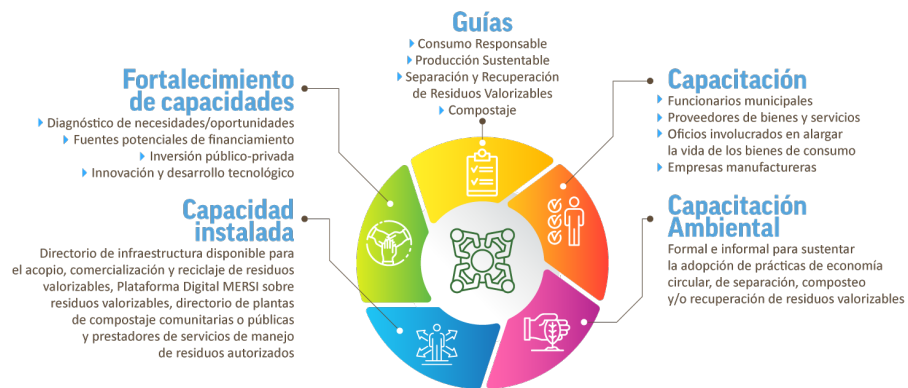 Guías
Consumo Responsable
Producción Sustentable
Separación y Recuperación
de Residuos Valorizables
Compostaje
Fortalecimiento
de capacidades
Diagnóstico de necesidades/oportunidades
Fuentes potenciales de financiamiento
Inversión público-privada
Innovación y desarrollo tecnológico
Capacitación
Funcionarios municipales
Proveedores de bienes y servicios
Oficios involucrados en alargar
la vida de los bienes de consumo
Empresas manufactureras
Capacidad
instalada
Directorio de infraestructura disponible para
el acopio, comercialización y reciclaje de residuos
valorizables, Plataforma Digital MERSI sobre
residuos valorizables, directorio de plantas
de compostaje comunitarias o públicas
y prestadores de servicios de manejo
de residuos autorizados
Capacitación
Ambiental
Formal e informal para sustentar
la adopción de prácticas de economía
circular, de separación, composteo
y/o recuperación de residuos valorizables